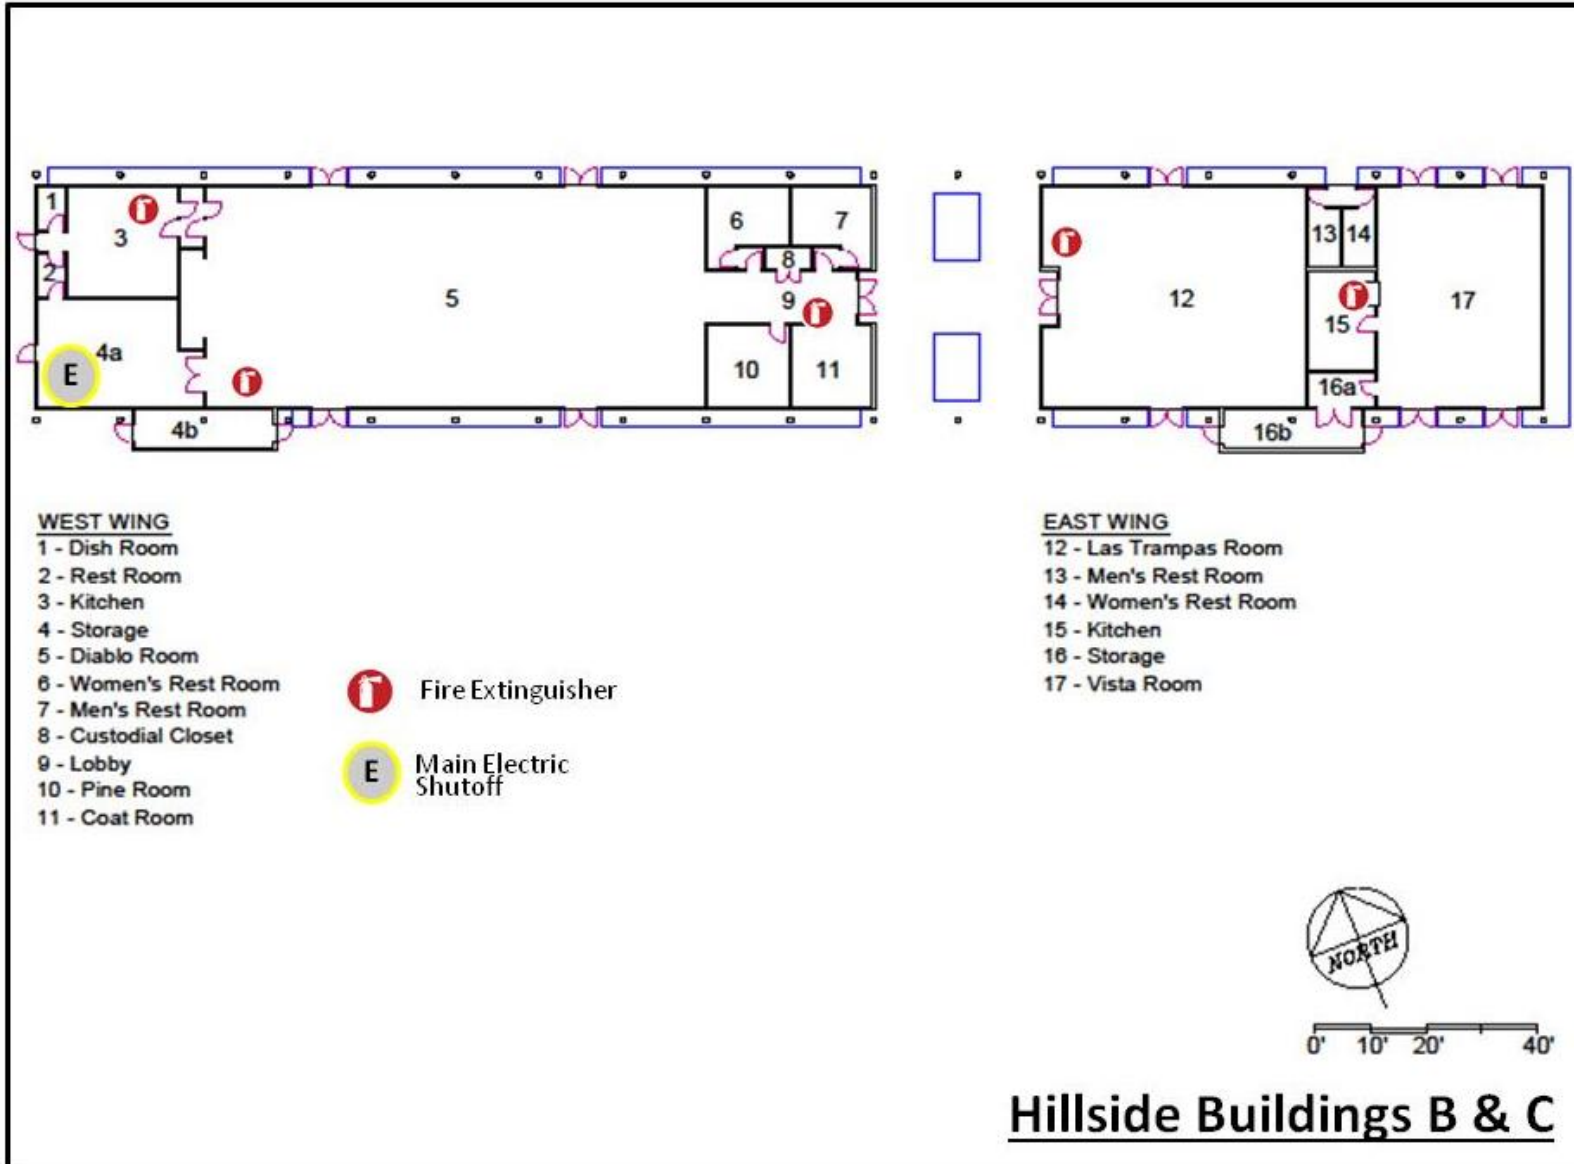 1
2
3
4a
E
4b
5
6
7
8
9
10
11
12
13
14
15
16a
16b
17
WEST WING
1 - Dish Room
2 - Rest Room
3 - Kitchen
4 - Storage
5 - Diablo Room
6 - Women's Rest Room
7 - Men's Rest Room
8 - Custodial Closet
9 - Lobby
10 - Pine Room
11 - Coat Room
Fire Extinguisher
E
Main Electric
Shutoff
EAST WING
12 - Las Trampas Room
13 - Men's Rest Room
14 - Women's Rest Room
15 - Kitchen
16 - Storage
17 - Vista Room
NORTH
0' 10' 20' 40'
Hillside Buildings B & C